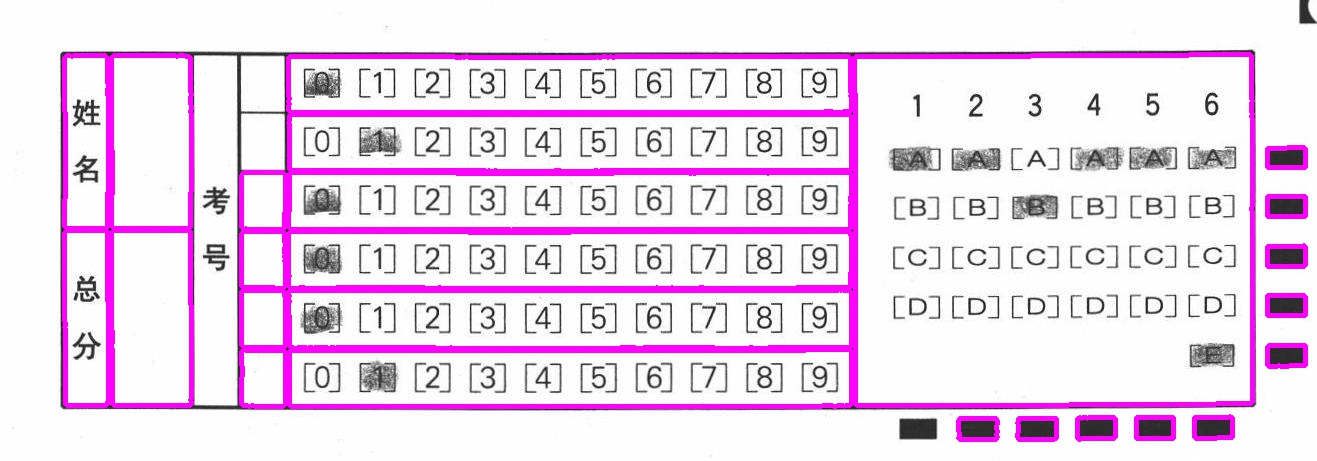 姓名
总分
考号
[0] [1] [2] [3] [4] [5] [6] [7] [8] [9]
[0] [1] [2] [3] [4] [5] [6] [7] [8] [9]
[0] [1] [2] [3] [4] [5] [6] [7] [8] [9]
[0] [1] [2] [3] [4] [5] [6] [7] [8] [9]
[0] [1] [2] [3] [4] [5] [6] [7] [8] [9]
[0] [1] [2] [3] [4] [5] [6] [7] [8] [9]
1 2 3 4 5 6
[A] [A] [A] [A] [A] [A]
[B] [B] [B] [B] [B] [B]
[C] [C] [C] [C] [C] [C]
[D] [D] [D] [D] [D] [D]
[E]